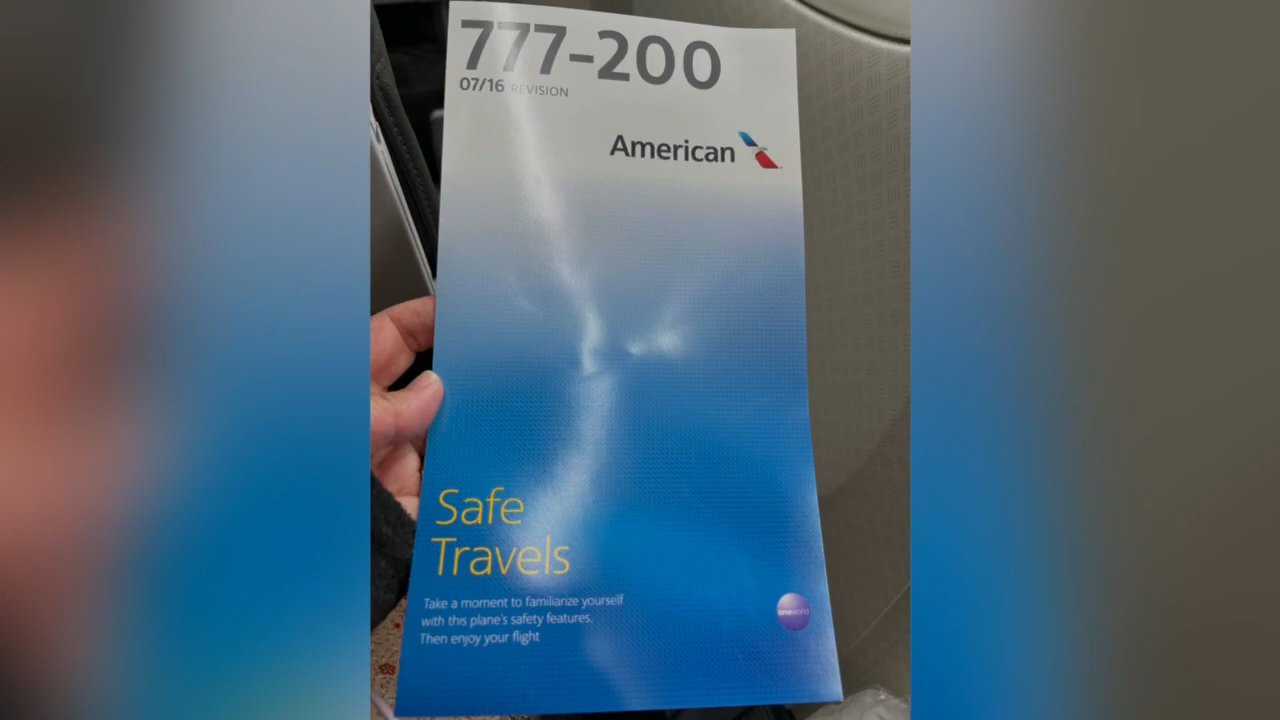 777-200
07/16 REVISION
American
Safe
Travels
Take a moment to familiarize yourself
with this plane's safety features.
Then enjoy your flight
oneworld